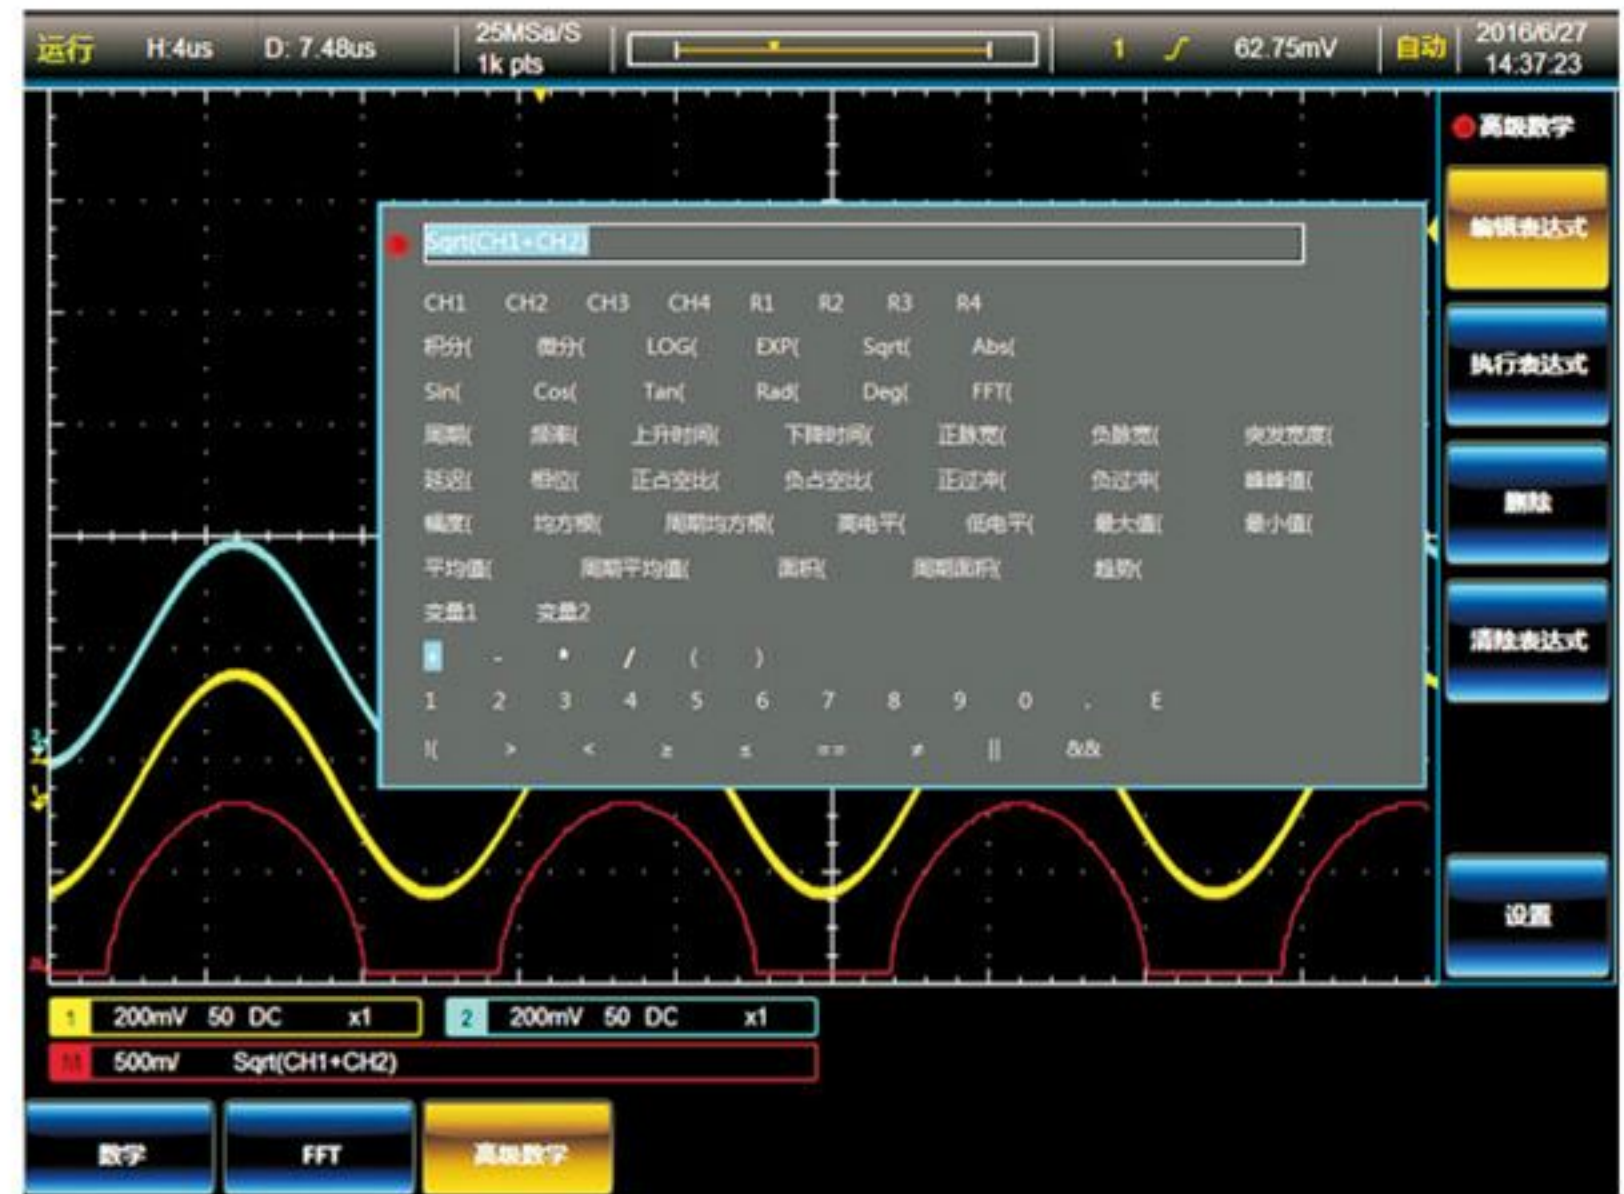 运行 H:4us D: 7.48us 25MSa/S 1 62.75mV 自动 2016/6/27
1k pts 14:37:23
高级数学
编辑表达式
执行表达式
删除
清除表达式
设置
Sqrt(CH1+CH2)
CH1 CH2 CH3 CH4 R1 R2 R3 R4
积分( 微分( LOG( EXP( Sqrt( Abs(
Sin( Cos( Tan( Rad( Deg( FFT(
周期( 频率( 上升时间( 下降时间( 正脉宽( 负脉宽( 突发宽度(
延迟( 相位( 正占空比( 负占空比( 正过冲( 负过冲( 峰峰值(
幅度( 均方根( 周期均方根( 高电平( 低电平( 最大值( 最小值(
平均值( 周期平均值( 面积( 周期面积( 趋势(
变量1 变量2
+ - * / ( )
1 2 3 4 5 6 7 8 9 0 . E
!( > < ≥ ≤ == ≠ || &&
1 200mV 50 DC x1 2 200mV 50 DC x1
M 500m/ Sqrt(CH1+CH2)
数学 FFT 高级数学